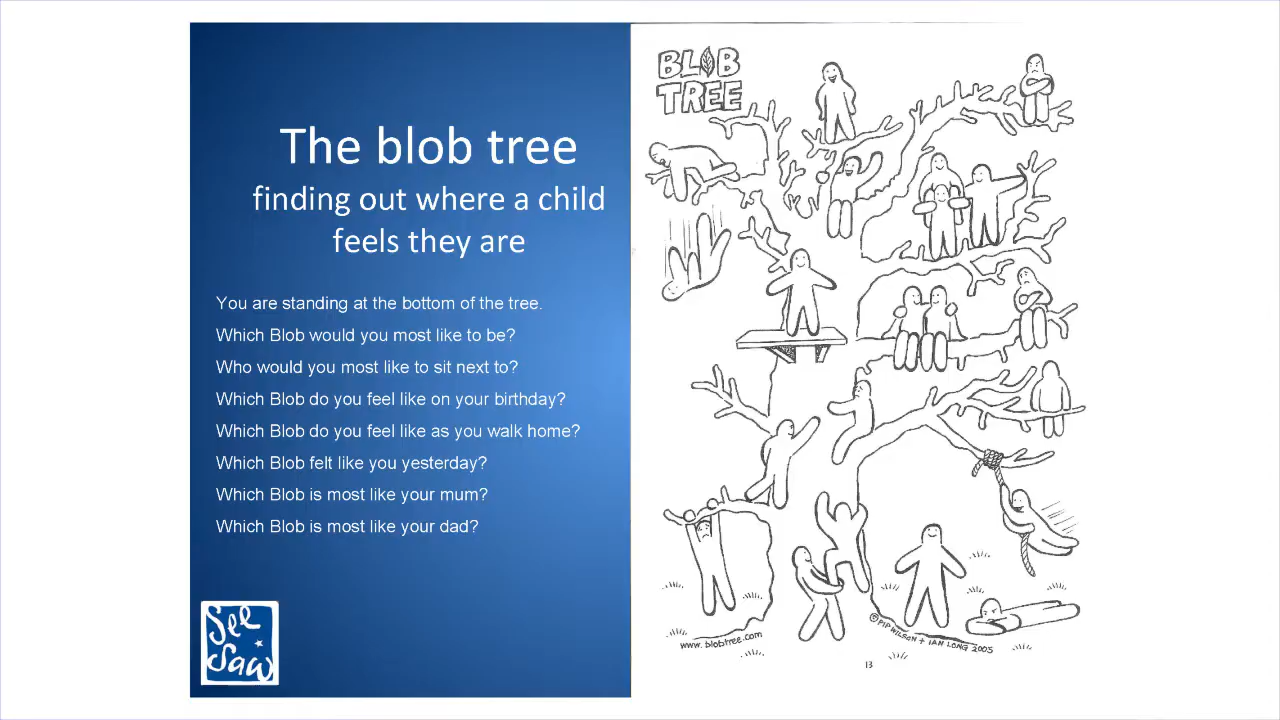 The blob tree
finding out where a child
feels they are
You are standing at the bottom of the tree.
Which Blob would you most like to be?
Who would you most like to sit next to?
Which Blob do you feel like on your birthday?
Which Blob do you feel like as you walk home?
Which Blob felt like you yesterday?
Which Blob is most like your mum?
Which Blob is most like your dad?
See
Saw
BLOB
TREE
www.blobtree.com
© PIP WILSON + IAN LONG 2005
13